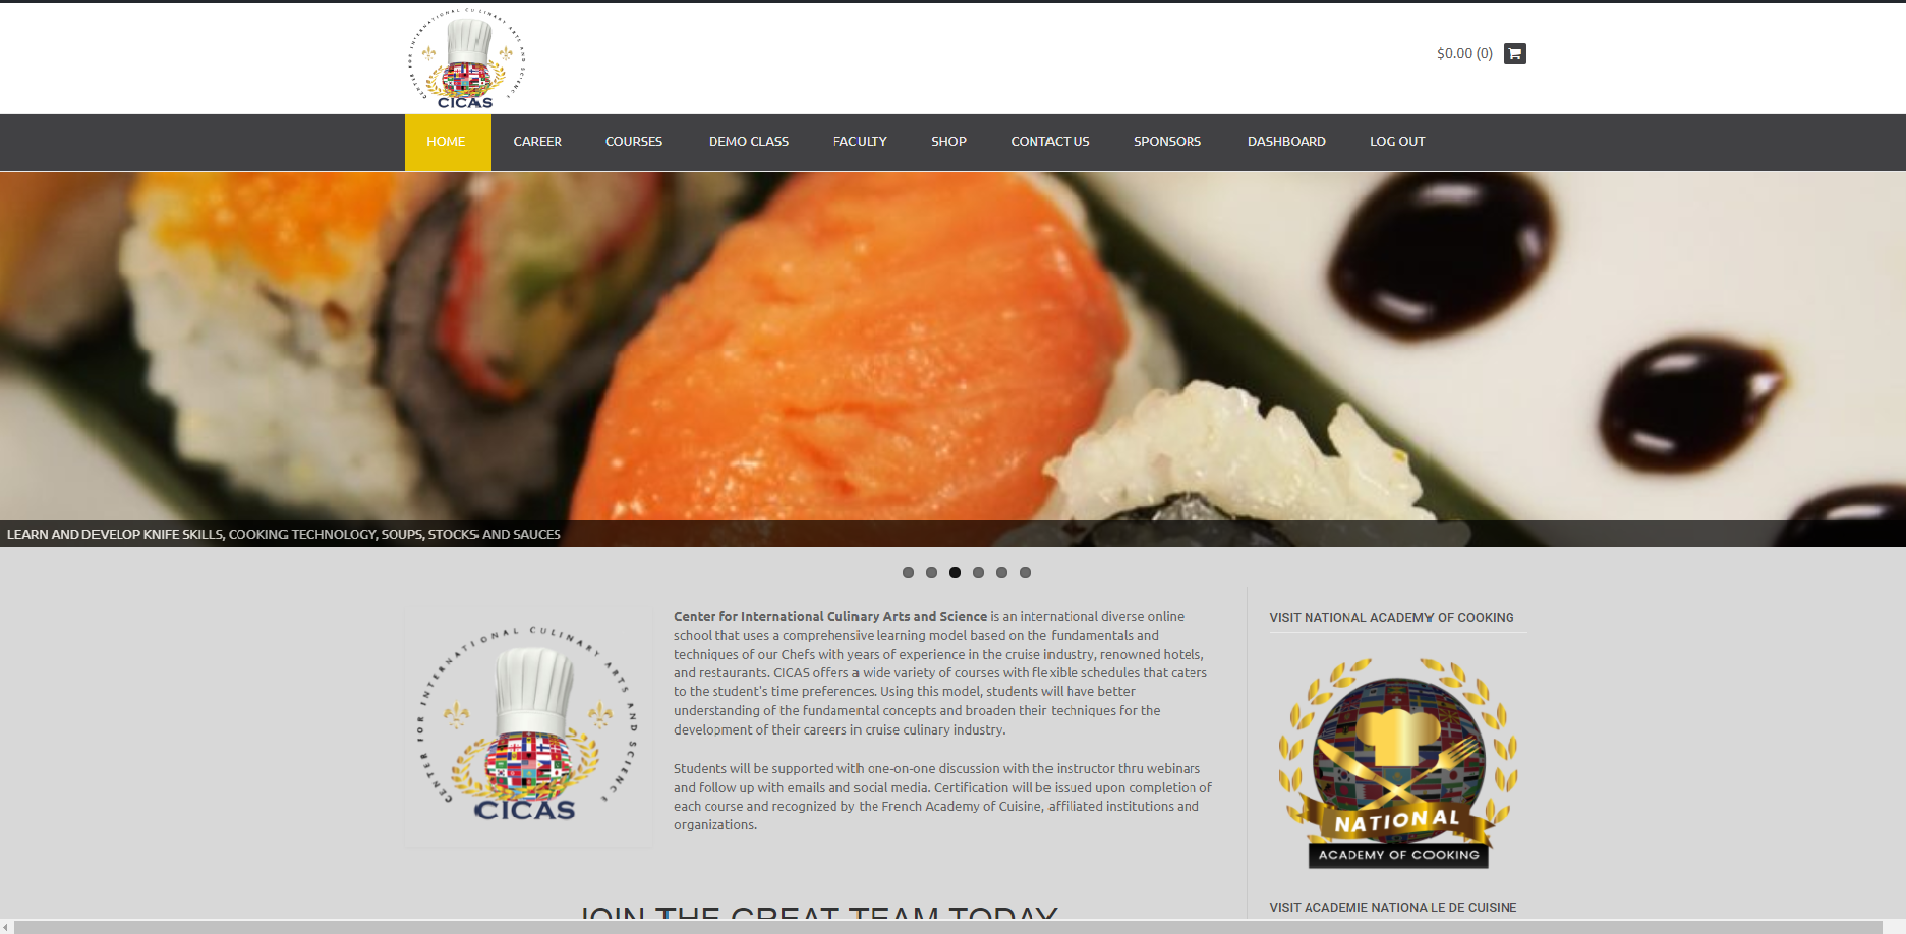 CENTER FOR INTERNATIONAL CULINARY ARTS AND SCIENCE
CICAS
$0.00 (0)
HOME CAREER COURSES DEMO CLASS FACULTY SHOP CONTACT US SPONSORS DASHBOARD LOG OUT
LEARN AND DEVELOP KNIFE SKILLS, COOKING TECHNOLOGY, SOUPS, STOCKS AND SAUCES
CENTER FOR INTERNATIONAL CULINARY ARTS AND SCIENCE
CICAS
Center for International Culinary Arts and Science is an international diverse online
school that uses a comprehensive learning model based on the fundamentals and
techniques of our Chefs with years of experience in the cruise industry, renowned hotels,
and restaurants. CICAS offers a wide variety of courses with flexible schedules that caters
to the student's time preferences. Using this model, students will have better
understanding of the fundamental concepts and broaden their techniques for the
development of their careers in cruise culinary industry.
Students will be supported with one-on-one discussion with the instructor thru webinars
and follow up with emails and social media. Certification will be issued upon completion of
each course and recognized by the French Academy of Cuisine, affiliated institutions and
organizations.
JOIN THE GREAT TEAM TODAY
VISIT NATIONAL ACADEMY OF COOKING
NATIONAL
ACADEMY OF COOKING
VISIT ACADEMIE NATIONALE DE CUISINE